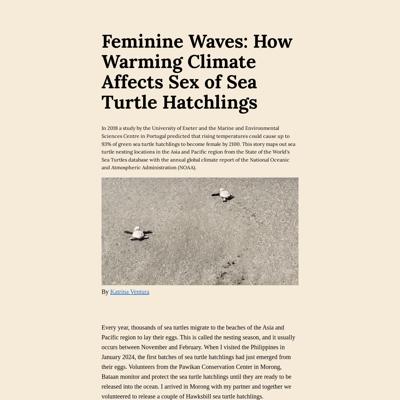 Feminine Waves: How
Warming Climate
Affects Sex of Sea
Turtle Hatchlings
In 2018 a study by the University of Exeter and the Marine and Environmental
Sciences Centre in Portugal predicted that rising temperatures could cause up to
93% of green sea turtle hatchlings to become female by 2100. This story maps out sea
turtle nesting locations in the Asia and Pacific region from the State of the World's
Sea Turtles database with the annual global climate report of the National Oceanic
and Atmospheric Administration (NOAA).
By Katrina Ventura
Every year, thousands of sea turtles migrate to the beaches of the Asia and
Pacific region to lay their eggs. This is called the nesting season, and it usually
occurs between November and February. When I visited the Philippines in
January 2024, the first batches of sea turtle hatchlings had just emerged from
their eggs. Volunteers from the Pawikan Conservation Center in Morong,
Bataan monitor and protect the sea turtle hatchlings until they are ready to be
released into the ocean. I arrived in Morong with my partner and together we
volunteered to release a couple of Hawksbill sea turtle hatchlings.